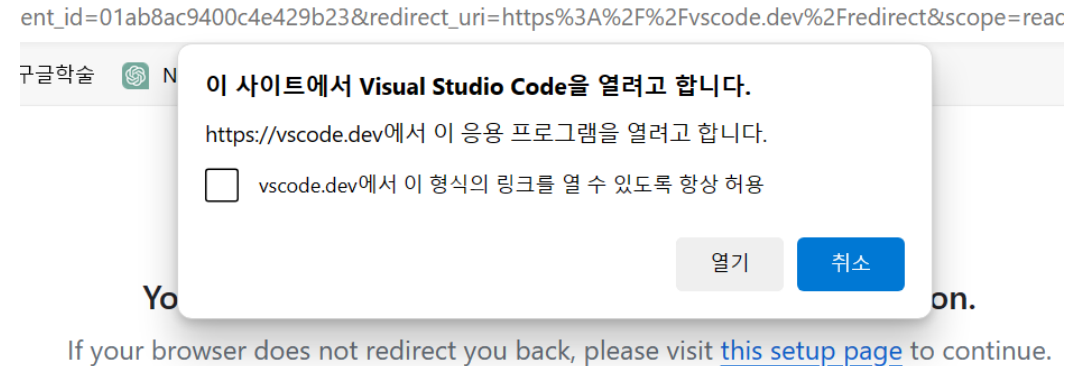 ent_id=01ab8ac9400c4e429b23&redirect_uri=https%3A%2F%2Fvscode.dev%2Fredirect&scope=read
구글학술 N
이 사이트에서 Visual Studio Code을 열려고 합니다.
https://vscode.dev에서 이 응용 프로그램을 열려고 합니다.
vscode.dev에서 이 형식의 링크를 열 수 있도록 항상 허용
열기 취소
Yo on.
If your browser does not redirect you back, please visit this setup page to continue.